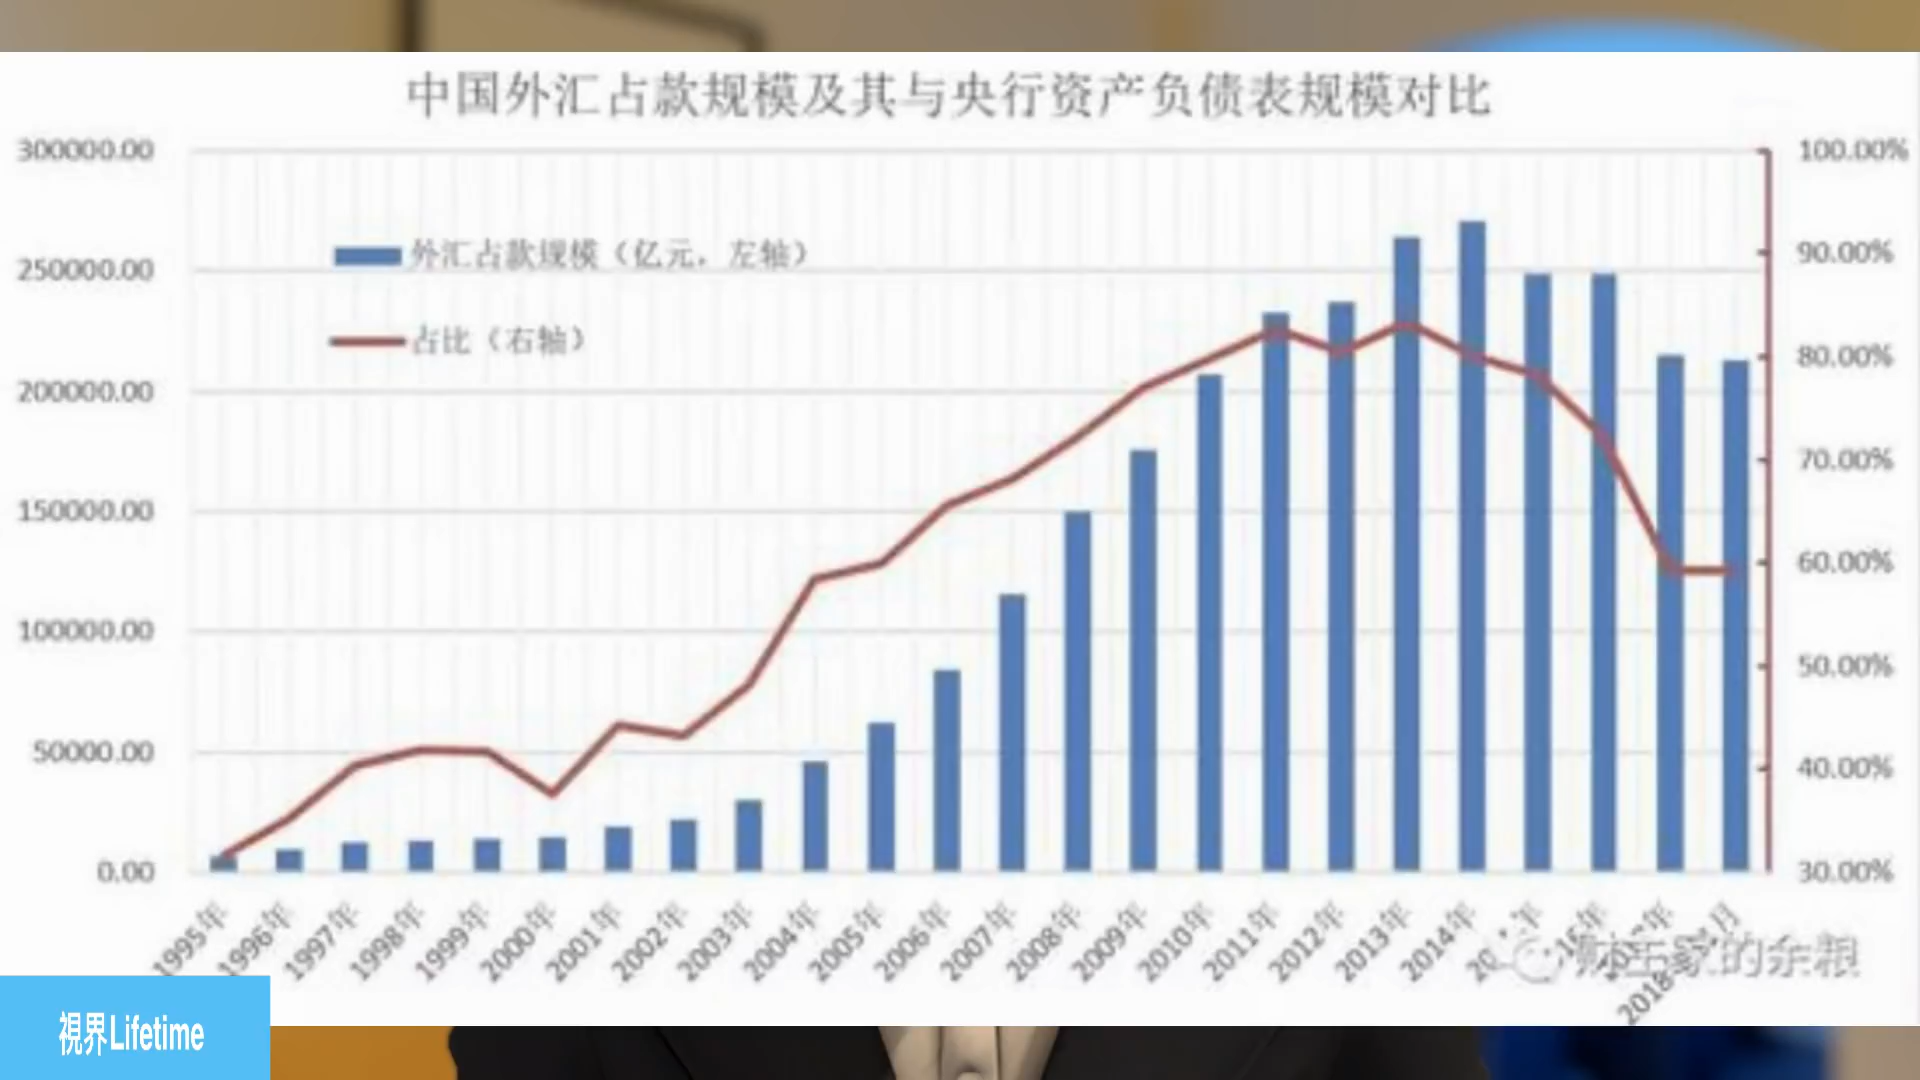 中国外汇占款规模及其与央行资产负债表规模对比
300000.00
250000.00
200000.00
150000.00
100000.00
50000.00
0.00
外汇占款规模（亿元，左轴）
占比（右轴）
100.00%
90.00%
80.00%
70.00%
60.00%
50.00%
40.00%
30.00%
1995年
1996年
1997年
1998年
1999年
2000年
2001年
2002年
2003年
2004年
2005年
2006年
2007年
2008年
2009年
2010年
2011年
2012年
2013年
2014年
家的余粮
視界Lifetime